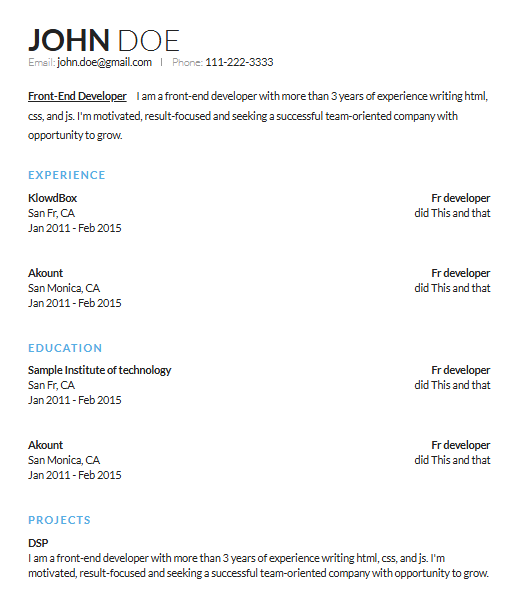 JOHN DOE
Email: john.doe@gmail.com | Phone: 111-222-3333
Front-End Developer I am a front-end developer with more than 3 years of experience writing html,
css, and js. I'm motivated, result-focused and seeking a successful team-oriented company with
opportunity to grow.
EXPERIENCE
KlowdBox Fr developer
San Fr, CA did This and that
Jan 2011 - Feb 2015
Akount Fr developer
San Monica, CA did This and that
Jan 2011 - Feb 2015
EDUCATION
Sample Institute of technology Fr developer
San Fr, CA did This and that
Jan 2011 - Feb 2015
Akount Fr developer
San Monica, CA did This and that
Jan 2011 - Feb 2015
PROJECTS
DSP
I am a front-end developer with more than 3 years of experience writing html, css, and js. I'm
motivated, result-focused and seeking a successful team-oriented company with opportunity to grow.